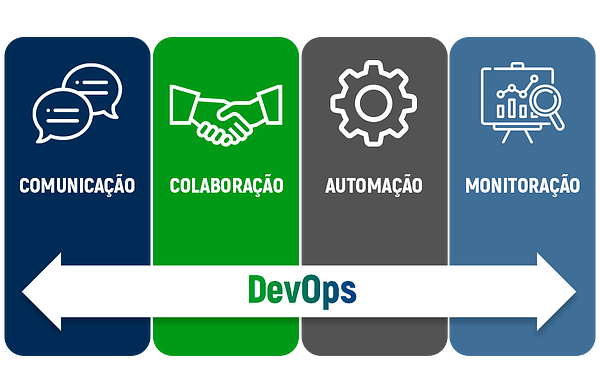 COMUNICAÇÃO
COLABORAÇÃO
AUTOMAÇÃO
MONITORAÇÃO
DevOps